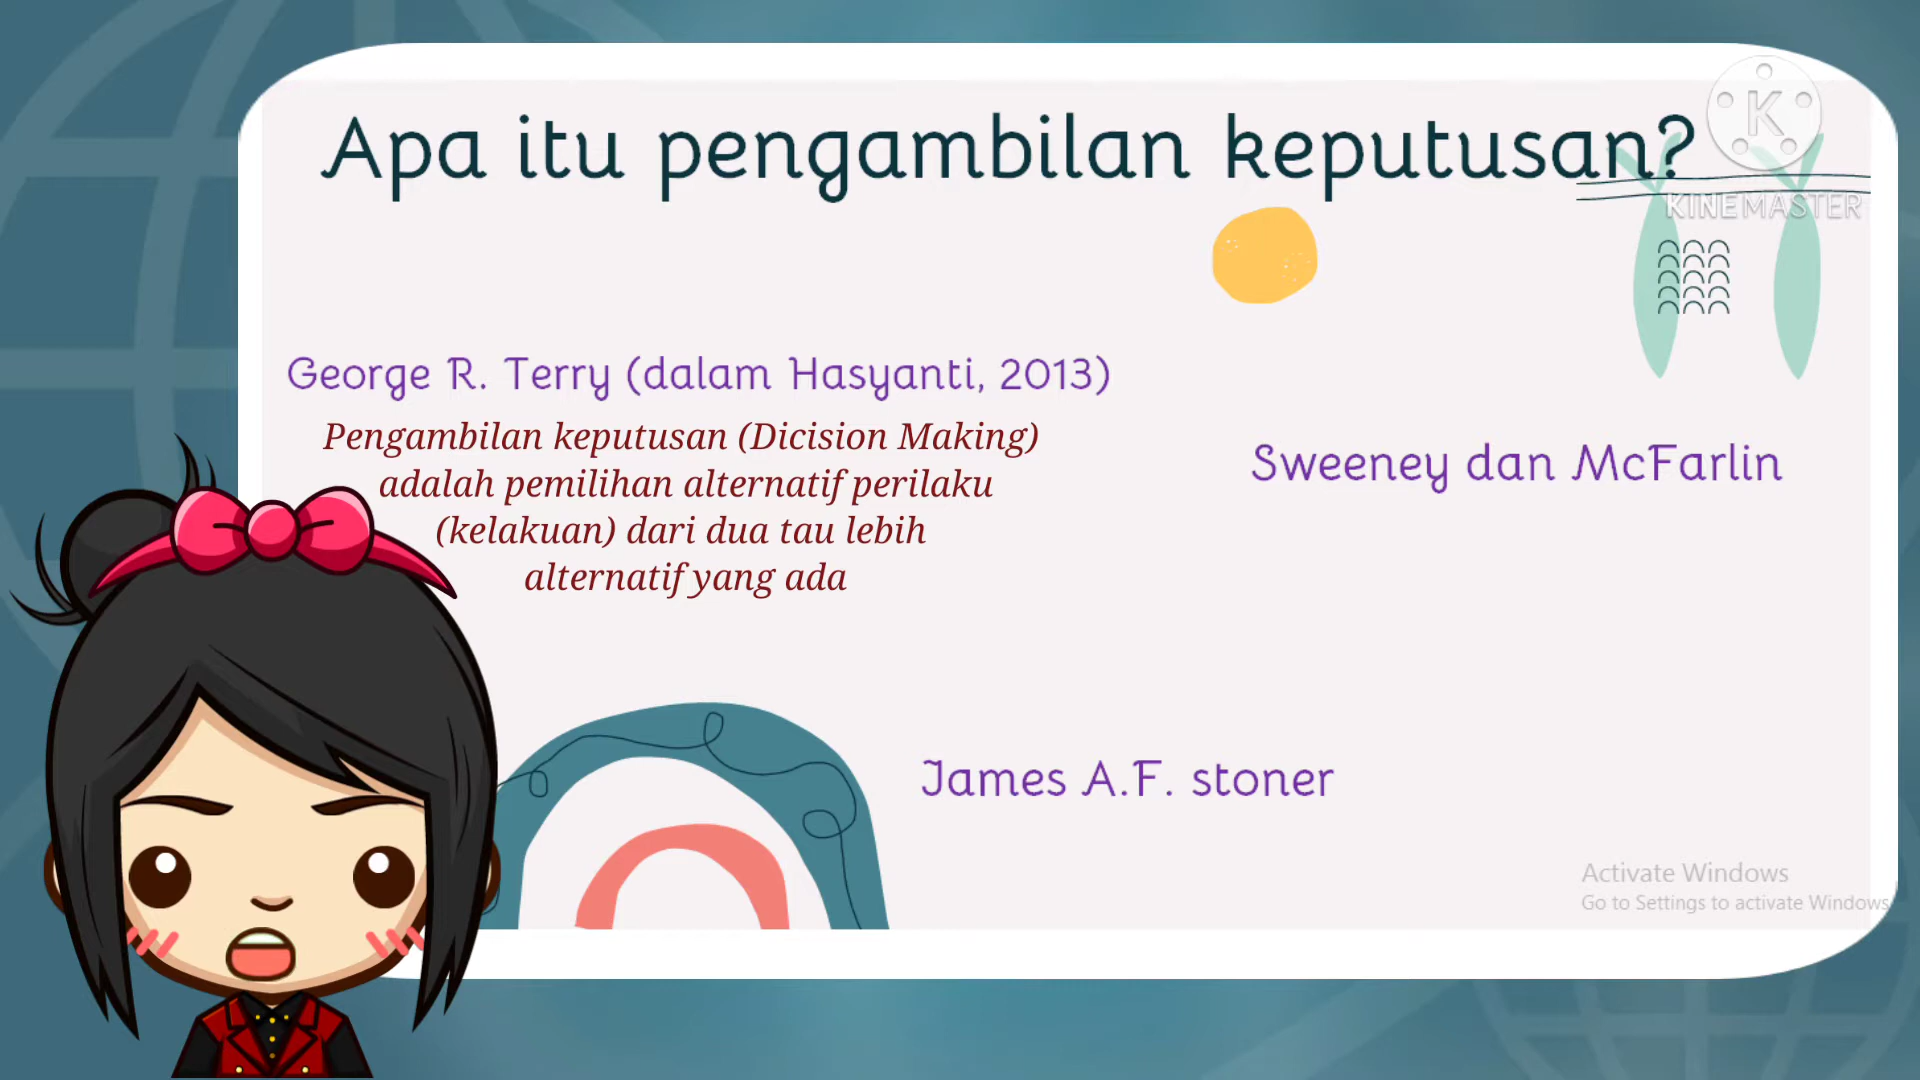 Apa itu pengambilan keputusan?
K
KINEMASTER
George R. Terry (dalam Hasyanti, 2013)
Pengambilan keputusan (Dicision Making)
adalah pemilihan alternatif perilaku
(kelakuan) dari dua tau lebih
alternatif yang ada
Sweeney dan McFarlin
James A.F. stoner
Activate Windows
Go to Settings to activate Windows